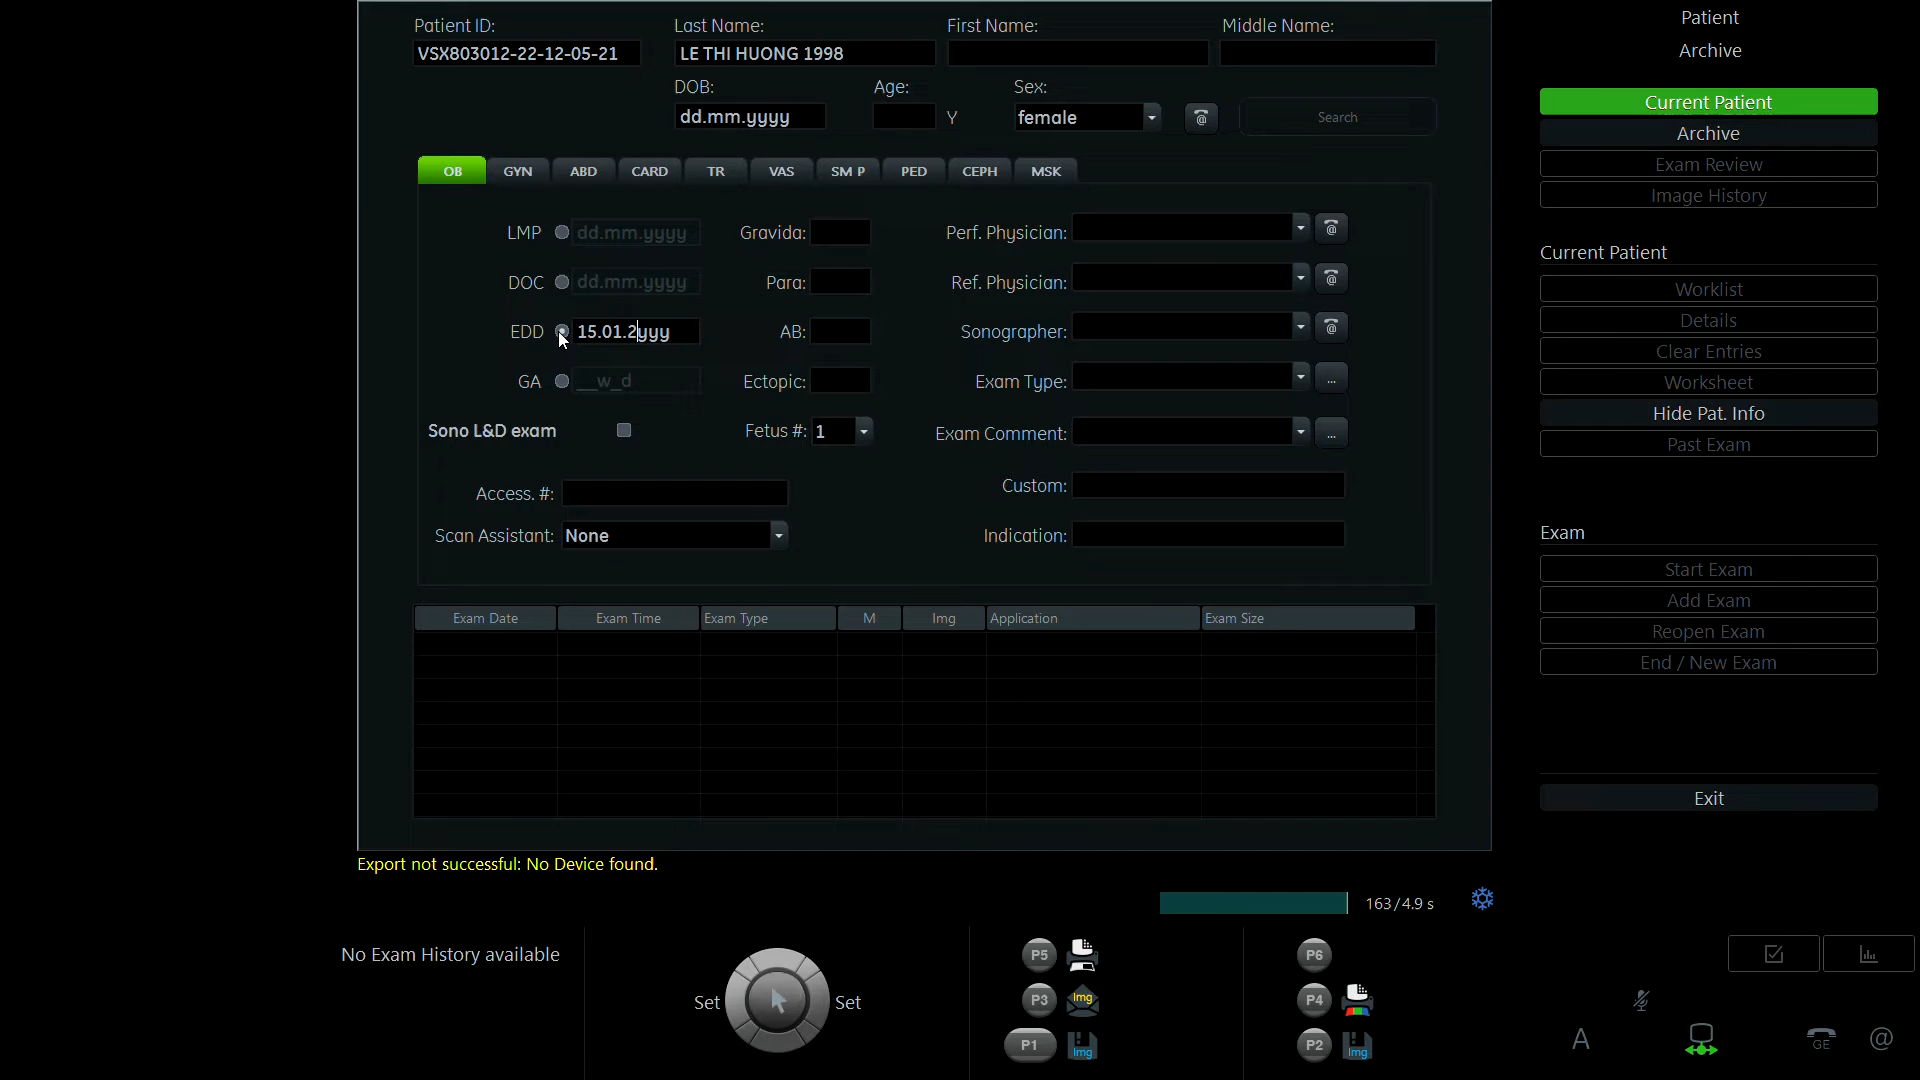 Patient ID: Last Name: First Name: Middle Name:
VSX803012-22-12-05-21 LE THI HUONG 1998
DOB: Age: Sex:
dd.mm.yyyy Y female @ Search
OB GYN ABD CARD TR VAS SM P PED CEPH MSK
LMP dd.mm.yyyy Gravida: Perf. Physician: @
DOC dd.mm.yyyy Para: Ref. Physician: @
EDD 15.01.2yyy AB: Sonographer: @
GA __w_d Ectopic: Exam Type: ...
Sono L&D exam Fetus #: 1 Exam Comment: ...
Access. #: Custom:
Scan Assistant: None Indication:
Exam Date Exam Time Exam Type M Img Application Exam Size
Export not successful: No Device found.
163/4.9 s
No Exam History available
Set Set
P5
P3 Img
P1 Img
P6
P4
P2 Img
Patient
Archive
Current Patient
Archive
Exam Review
Image History
Current Patient
Worklist
Details
Clear Entries
Worksheet
Hide Pat. Info
Past Exam
Exam
Start Exam
Add Exam
Reopen Exam
End / New Exam
Exit
A GE @